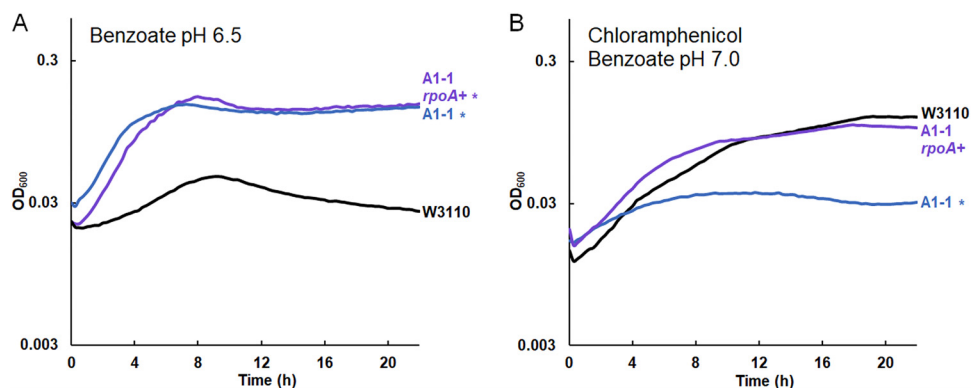 A
Benzoate pH 6.5
0.3
0.03
0.003
OD600
A1-1
rpoA+ *
A1-1 *
W3110
0 4 8 12 16 20
Time (h)
B
Chloramphenicol
Benzoate pH 7.0
0.3
0.03
0.003
OD600
W3110
A1-1
rpoA+
A1-1 *
0 4 8 12 16 20
Time (h)